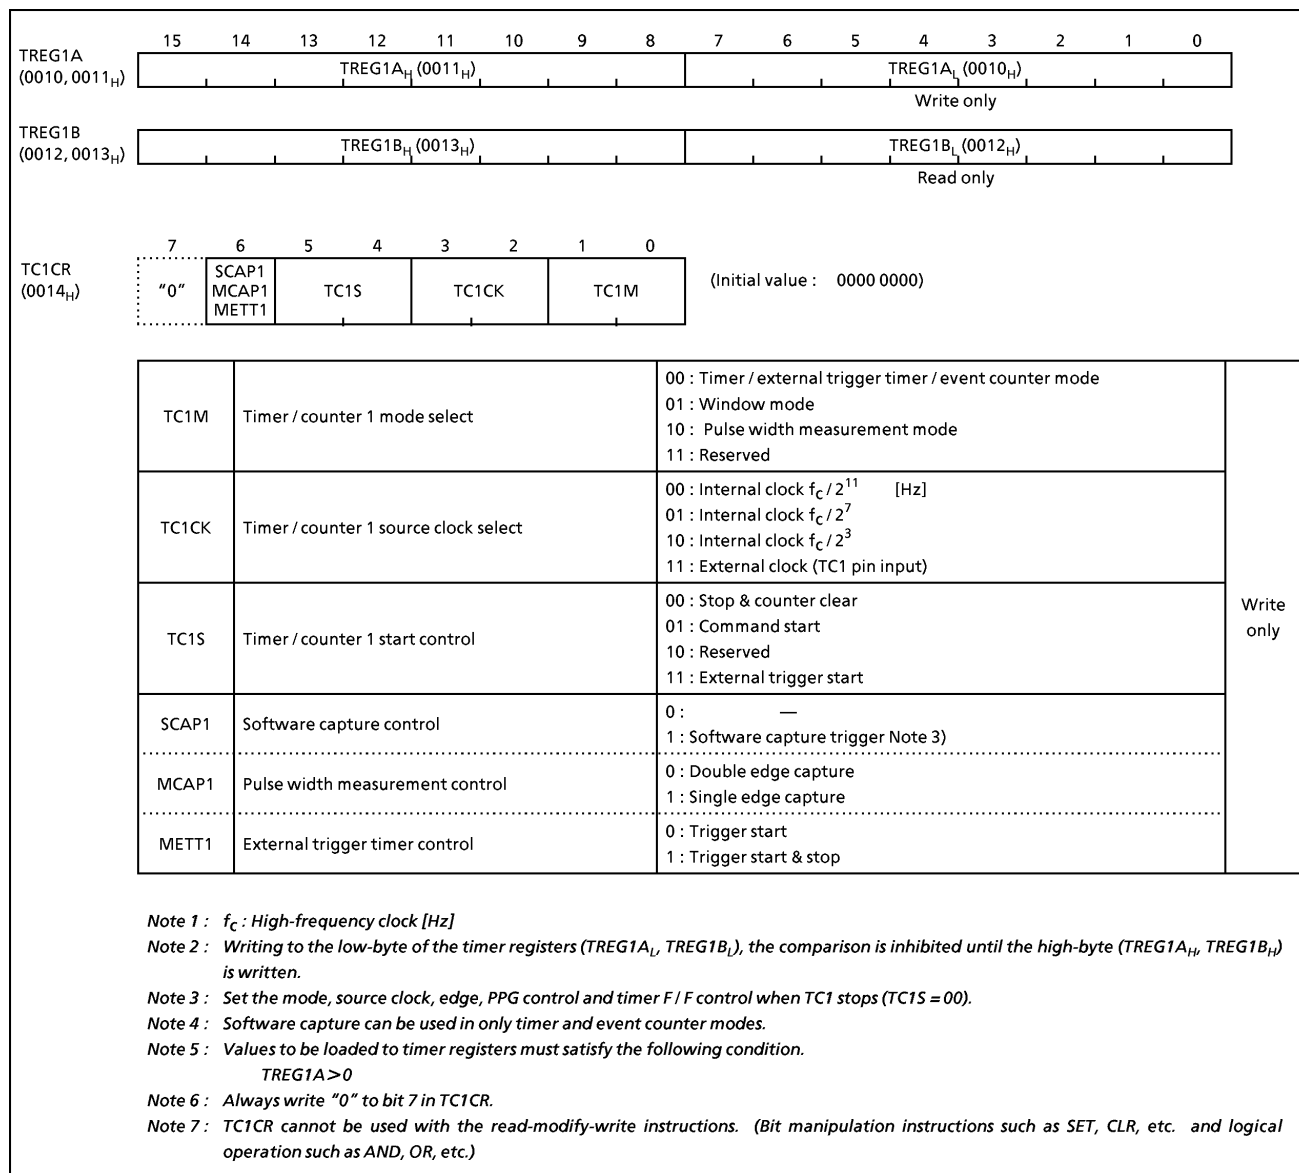 15 14 13 12 11 10 9 8 7 6 5 4 3 2 1 0
TREG1A
(0010, 0011H)
TREG1AH (0011H) TREG1AL (0010H)
Write only
TREG1B
(0012, 0013H)
TREG1BH (0013H) TREG1BL (0012H)
Read only
7 6 5 4 3 2 1 0
TC1CR
(0014H)
"0"
SCAP1
MCAP1
METT1
TC1S TC1CK TC1M
(Initial value : 0000 0000)
TC1M Timer / counter 1 mode select
00 : Timer / external trigger timer / event counter mode
01 : Window mode
10 : Pulse width measurement mode
11 : Reserved
TC1CK Timer / counter 1 source clock select
00 : Internal clock fC / 2^11 [Hz]
01 : Internal clock fC / 2^7
10 : Internal clock fC / 2^3
11 : External clock (TC1 pin input)
TC1S Timer / counter 1 start control
00 : Stop & counter clear
01 : Command start
10 : Reserved
11 : External trigger start
SCAP1 Software capture control
0 : —
1 : Software capture trigger Note 3)
MCAP1 Pulse width measurement control
0 : Double edge capture
1 : Single edge capture
METT1 External trigger timer control
0 : Trigger start
1 : Trigger start & stop
Write
only
Note 1 : fC : High-frequency clock [Hz]
Note 2 : Writing to the low-byte of the timer registers (TREG1AL, TREG1BL), the comparison is inhibited until the high-byte (TREG1AH, TREG1BH)
is written.
Note 3 : Set the mode, source clock, edge, PPG control and timer F / F control when TC1 stops (TC1S = 00).
Note 4 : Software capture can be used in only timer and event counter modes.
Note 5 : Values to be loaded to timer registers must satisfy the following condition.
TREG1A>0
Note 6 : Always write "0" to bit 7 in TC1CR.
Note 7 : TC1CR cannot be used with the read-modify-write instructions. (Bit manipulation instructions such as SET, CLR, etc. and logical
operation such as AND, OR, etc.)